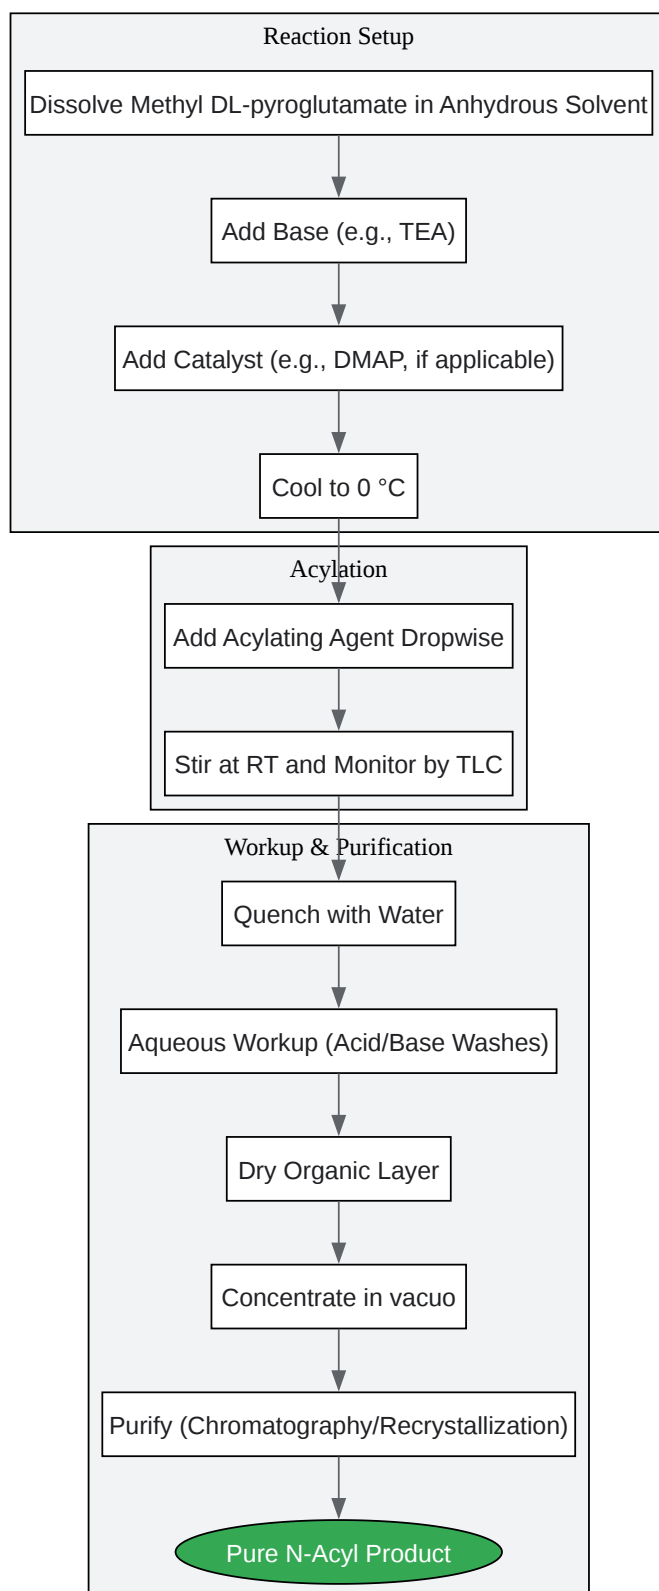 Reaction Setup
Dissolve Methyl DL-pyroglutamate in Anhydrous Solvent
Add Base (e.g., TEA)
Add Catalyst (e.g., DMAP, if applicable)
Cool to 0 °C
Acylation
Add Acylating Agent Dropwise
Stir at RT and Monitor by TLC
Workup & Purification
Quench with Water
Aqueous Workup (Acid/Base Washes)
Dry Organic Layer
Concentrate in vacuo
Purify (Chromatography/Recrystallization)
Pure N-Acyl Product